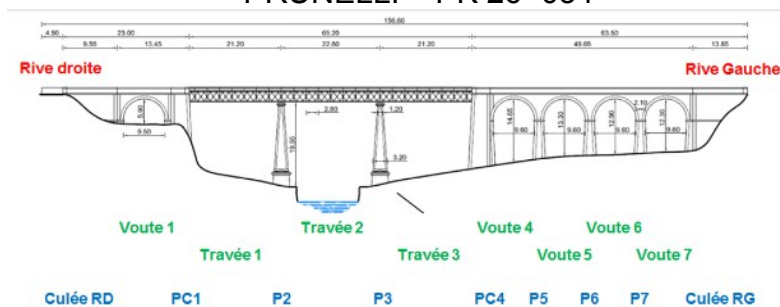 156.60
4.90 23.00 65.20 63.50
9.55 13.45 21.20 22.80 21.20 49.65 13.85
Rive droite Rive Gauche
5.90
9.60
19.55
2.80
1.20
3.20
14.65 13.30 12.90 2.10 12.30
9.60 9.60 9.60 9.60
Voute 1 Travée 2 Voute 4 Voute 6
Travée 1 Travée 3 Voute 5 Voute 7
Culée RD PC1 P2 P3 PC4 P5 P6 P7 Culée RG